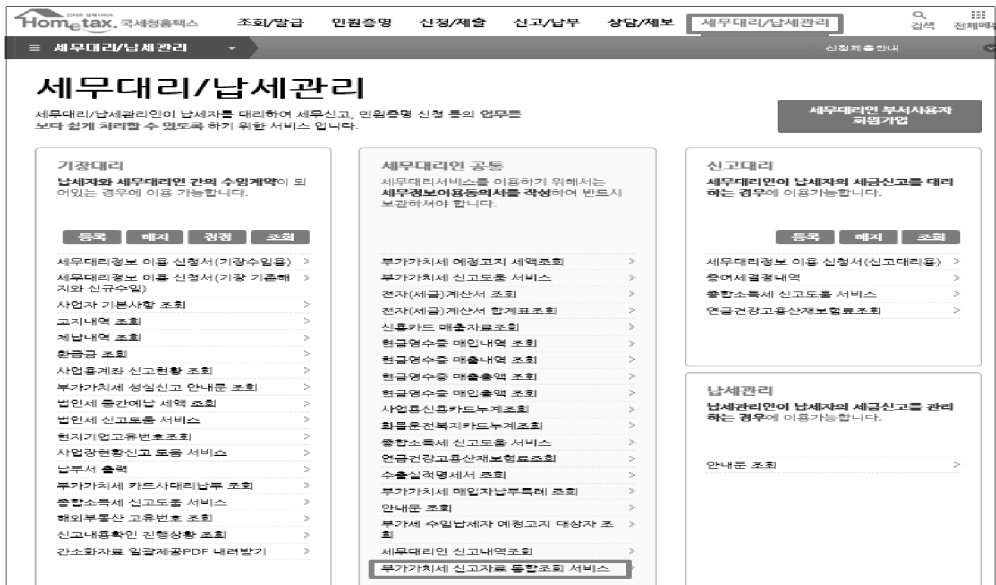 Hometax. 국세청홈택스
조회/발급 민원증명 신청/제출 신고/납부 상담/제보 세무대리/납세관리 검색 전체메뉴
세무대리/납세관리 신청제출안내
세무대리/납세관리
세무대리/납세관리인이 납세자를 대리하여 세무신고, 민원증명 신청 등의 업무를
보다 쉽게 처리할 수 있도록 하기 위한 서비스 입니다.
세무대리인 부서사용자
회원가입
기장대리
납세자와 세무대리인 간의 수임계약이 되
어있는 경우에 이용 가능합니다.
등록 해지 정정 조회
세무대리정보 이용 신청서(기장수임용) >
세무대리정보 이용 신청서(기장 기존해 >
지와 신규수임)
사업자 기본사항 조회 >
고지내역 조회 >
체납내역 조회 >
환급금 조회 >
사업용계좌 신고현황 조회 >
부가가치세 성실신고 안내문 조회 >
법인세 중간예납 세액 조회 >
법인세 신고도움 서비스 >
현지기업고유번호조회 >
사업장현황신고 도움 서비스 >
납부서 출력 >
부가가치세 카드사대리납부 조회 >
종합소득세 신고도움 서비스 >
해외부동산 고유번호 조회 >
신고내용확인 진행상황 조회 >
간소화자료 일괄제공PDF 내려받기 >
세무대리인 공통
세무대리서비스를 이용하기 위해서는
세무정보이용동의서를 작성하여 반드시
보관하셔야 합니다.
부가가치세 예정고지 세액조회 >
부가가치세 신고도움 서비스 >
전자(세금)계산서 조회 >
전자(세금)계산서 합계표조회 >
신용카드 매출자료조회 >
현금영수증 매입내역 조회 >
현금영수증 매출내역 조회 >
현금영수증 매출총액 조회 >
현금영수증 매입총액 조회 >
사업용신용카드누계조회 >
화물운전복지카드누계조회 >
종합소득세 신고도움 서비스 >
연금건강고용산재보험료조회 >
수출실적명세서 조회 >
부가가치세 매입자납부특례 조회 >
안내문 조회 >
부가세 수임납세자 예정고지 대상자 조 >
회
세무대리인 신고내역조회 >
부가가치세 신고자료 통합조회 서비스 >
신고대리
세무대리인이 납세자의 세금신고를 대리
하는 경우에 이용가능합니다.
등록 해지 조회
세무대리정보 이용 신청서(신고대리용) >
증여세결정내역 >
종합소득세 신고도움 서비스 >
연금건강고용산재보험료조회 >
납세관리
납세관리인이 납세자의 세금신고를 관리
하는 경우에 이용가능합니다.
안내문 조회 >